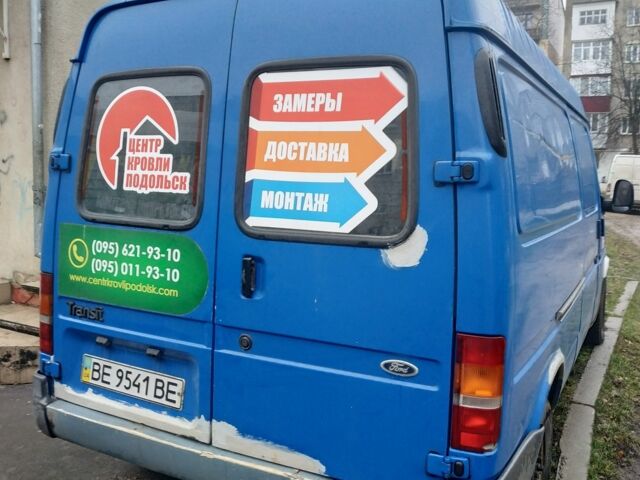 ЦЕНТР
КРОВЛИ
ПОДОЛЬСК
ЗАМЕРЫ
ДОСТАВКА
МОНТАЖ
(095) 621-93-10
(095) 011-93-10
www.centrkrovlipodolsk.com
Transit
Ford
BE 9541 BE